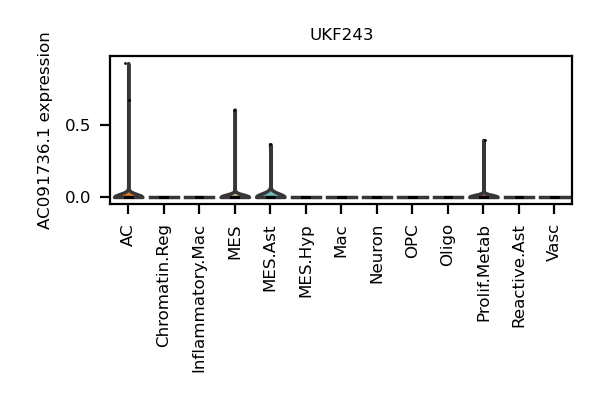 UKF243
AC091736.1 expression
0.5
0.0
AC
Chromatin.Reg
Inflammatory.Mac
MES
MES.Ast
MES.Hyp
Mac
Neuron
OPC
Oligo
Prolif.Metab
Reactive.Ast
Vasc